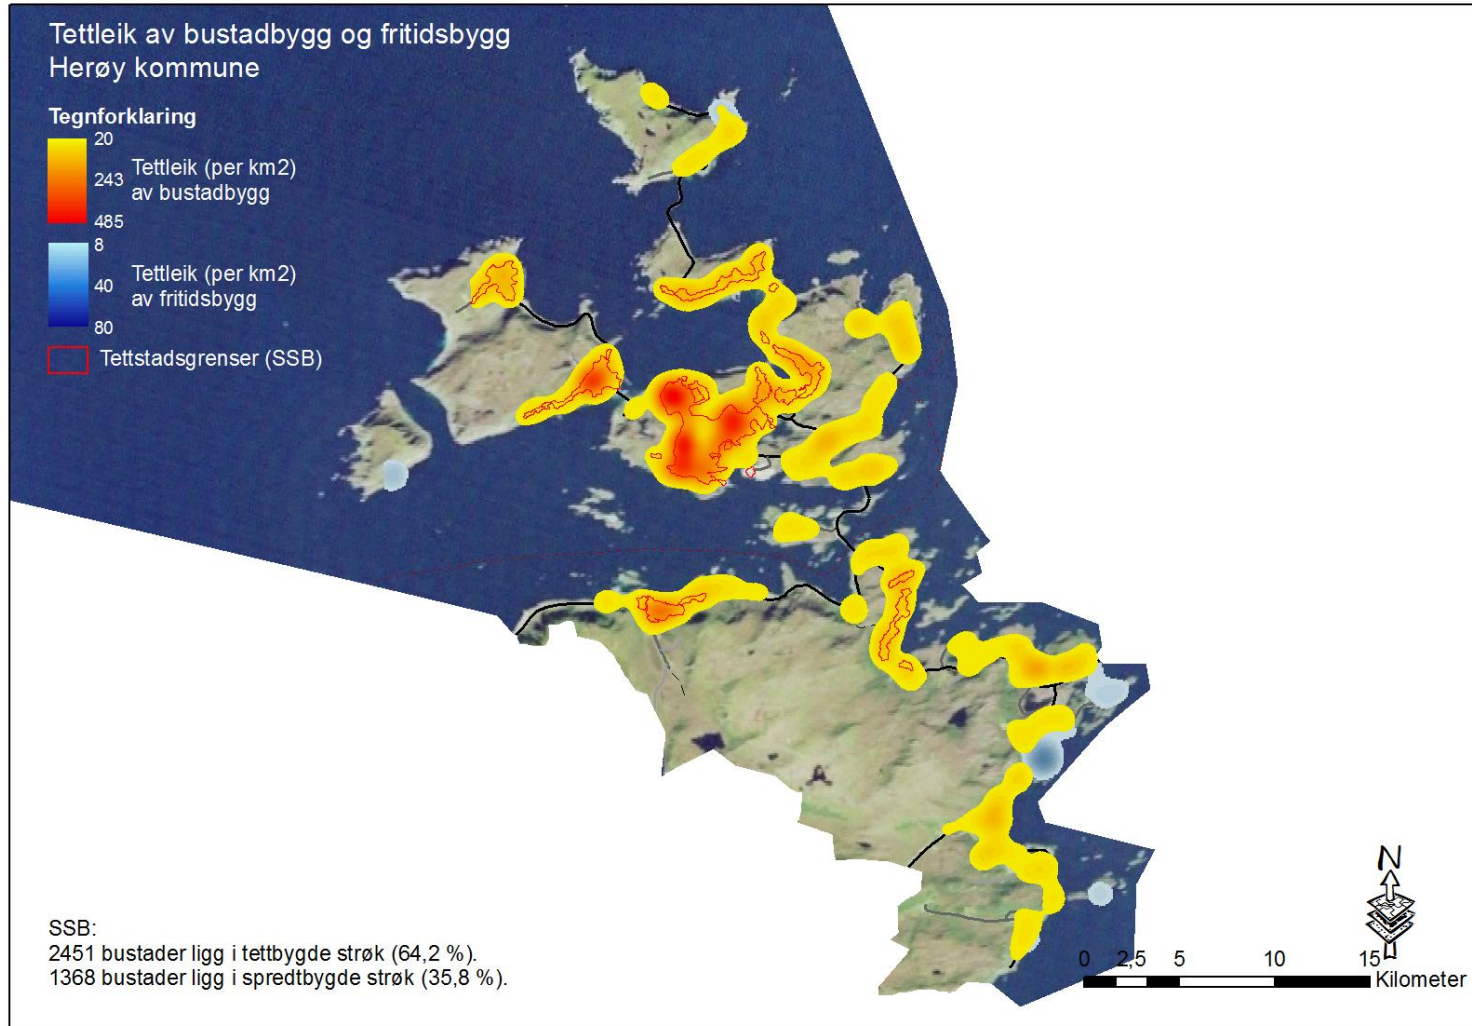 Tettleik av bustadbygg og fritidsbygg
Herøy kommune
Tegnforklaring
20
243
485
Tettleik (per km2)
av bustadbygg
8
40
80
Tettleik (per km2)
av fritidsbygg
Tettstadsgrenser (SSB)
SSB:
2451 bustader ligg i tettbygde strøk (64,2 %).
1368 bustader ligg i spredtbygde strøk (35,8 %).
N
0 2,5 5 10 15
Kilometer